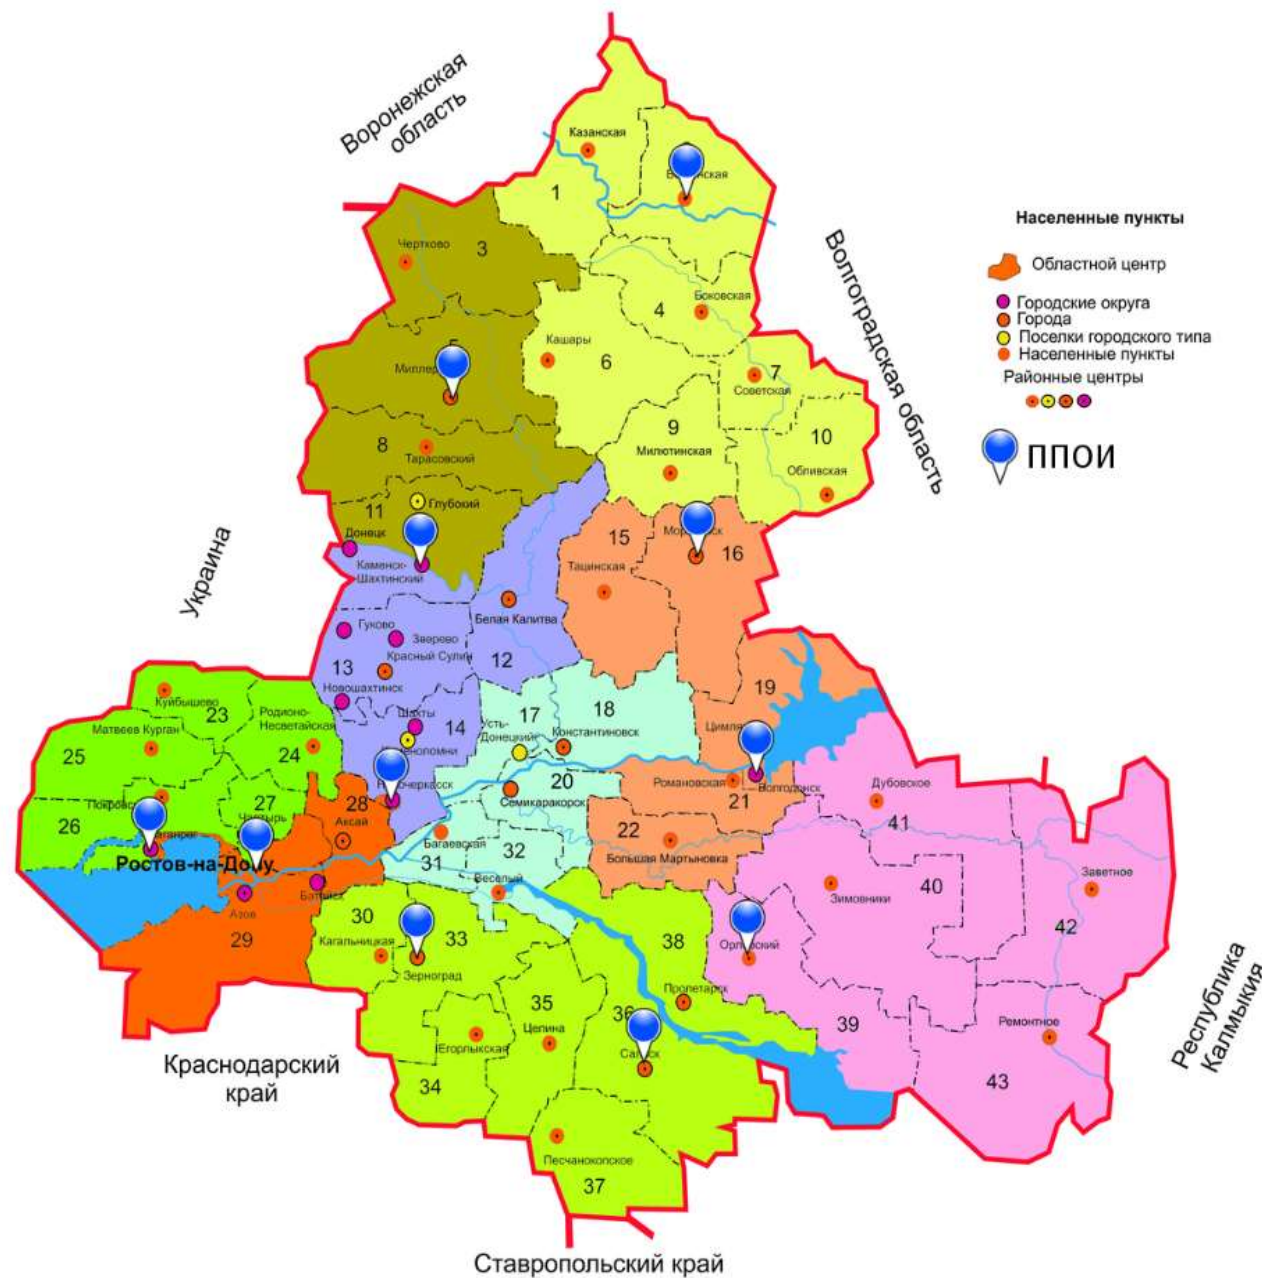 Воронежская
область
Казанская
1
Чертково
3
Населенные пункты
Областной центр
Городские округа
Города
Поселки городского типа
Населенные пункты
Районные центры
ППОИ
Волгоградская область
4
Боковская
Кашары
6
7
Советская
8
Тарасовский
9
Милютинская
10
Обливская
11
Глубокий
Донецк
Каменск-
Шахтинский
Украина
15
16
Тацинская
Белая Калитва
Гуково
Зверево
Красный Сулин
12
13
Новошахтинск
Шахты
14
17
18
19
Усть-
Донецкий
Константиновск
20
Семикаракорск
Романовская
Волгодонск
21
22
Большая Мартыновка
Куйбышево
23
Родионо-
Несветайская
Матвеев Курган
25
24
26
27
28
Аксай
Ростов-на-Дону
Азов
29
Багаевская
31
32
Веселый
Дубовское
41
40
Зимовники
Заветное
42
30
33
Кагальницкая
Зерноград
38
Пролетарск
35
Целина
Егорлыкская
34
39
Ремонтное
43
Песчанокопское
37
Республика
Калмыкия
Краснодарский
край
Ставропольский край